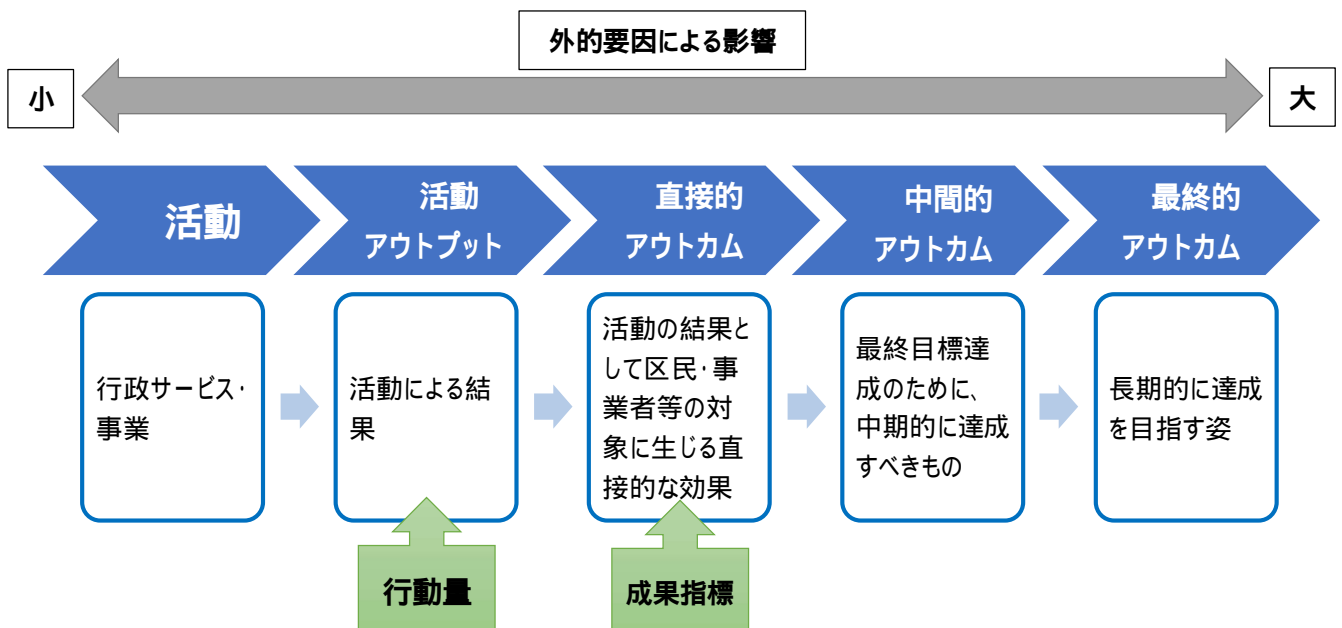 外的要因による影響
小
大
活動
活動
アウトプット
直接的
アウトカム
中間的
アウトカム
最終的
アウトカム
行政サービス・
事業
活動による結
果
活動の結果と
して区民・事
業者等の対
象に生じる直
接的な効果
最終目標達
成のために、
中期的に達成
すべきもの
長期的に達成
を目指す姿
行動量
成果指標